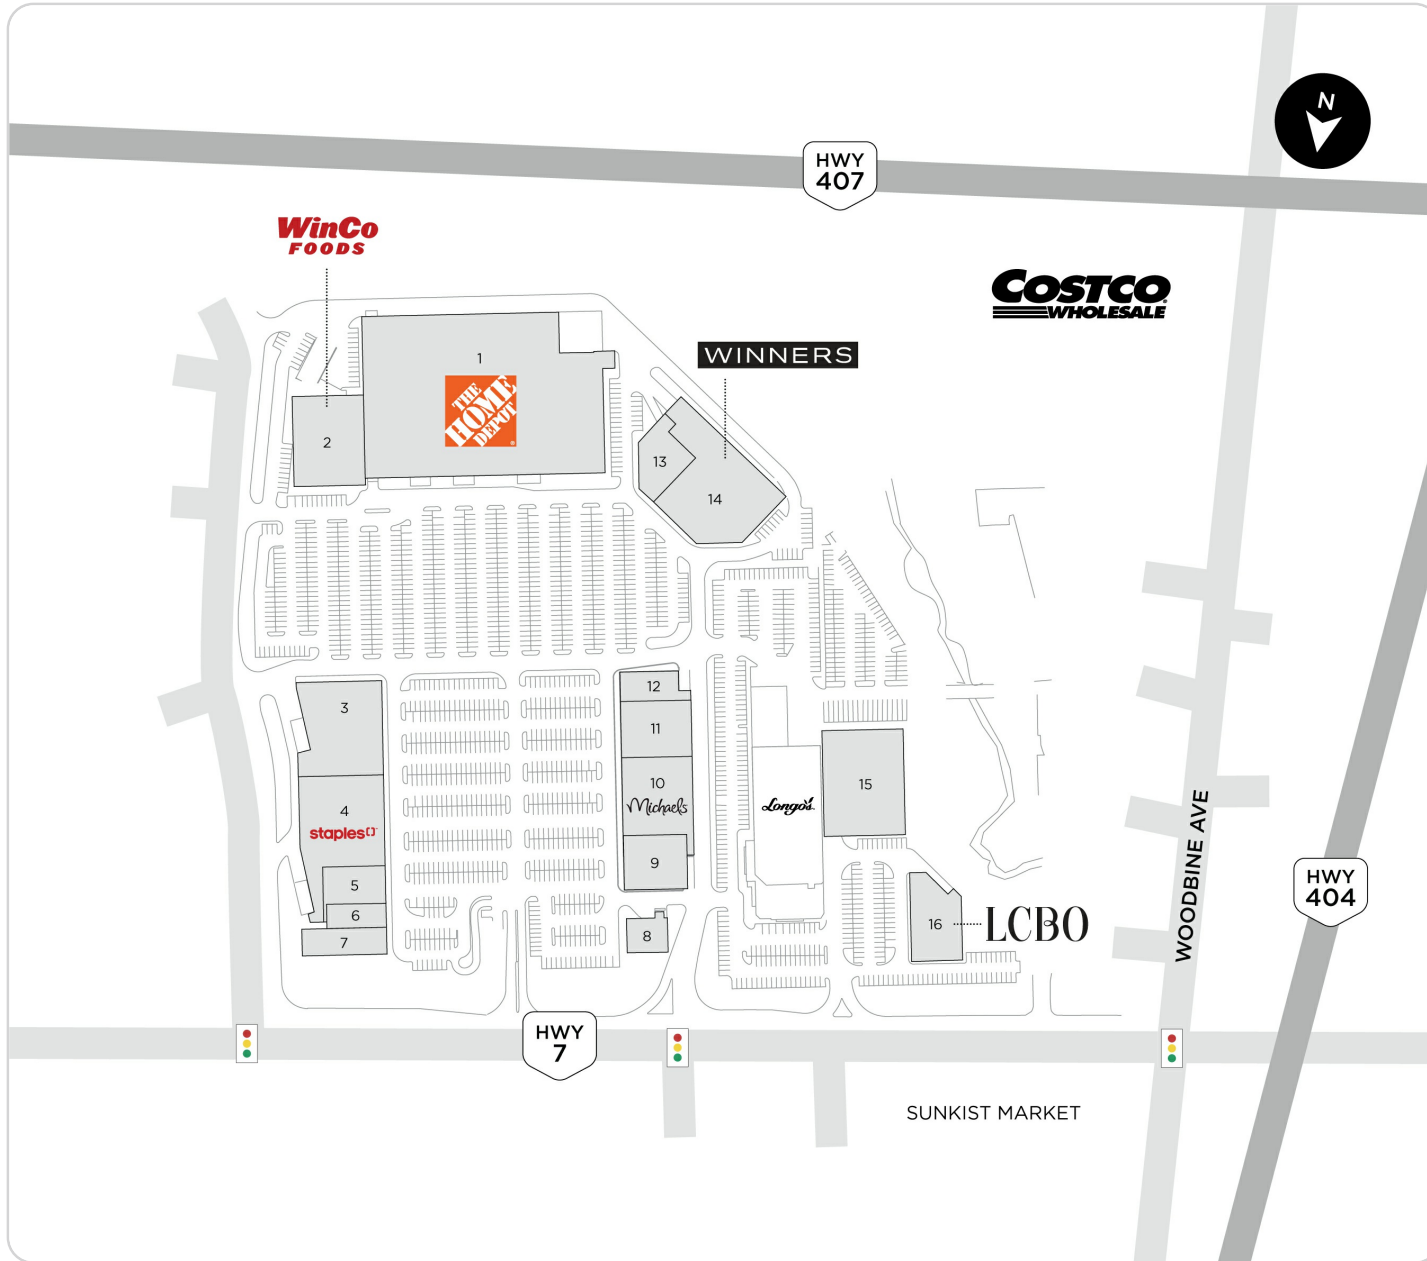 N
HWY
407
WinCo
FOODS
COSTCO
WHOLESALE
WINNERS
1
THE
HOME
DEPOT
2
13
14
3
12
11
4
staples
10
Michaels
Longo's
15
5
9
6
7
8
16
LCBO
WOODBINE AVE
HWY
404
HWY
7
SUNKIST MARKET